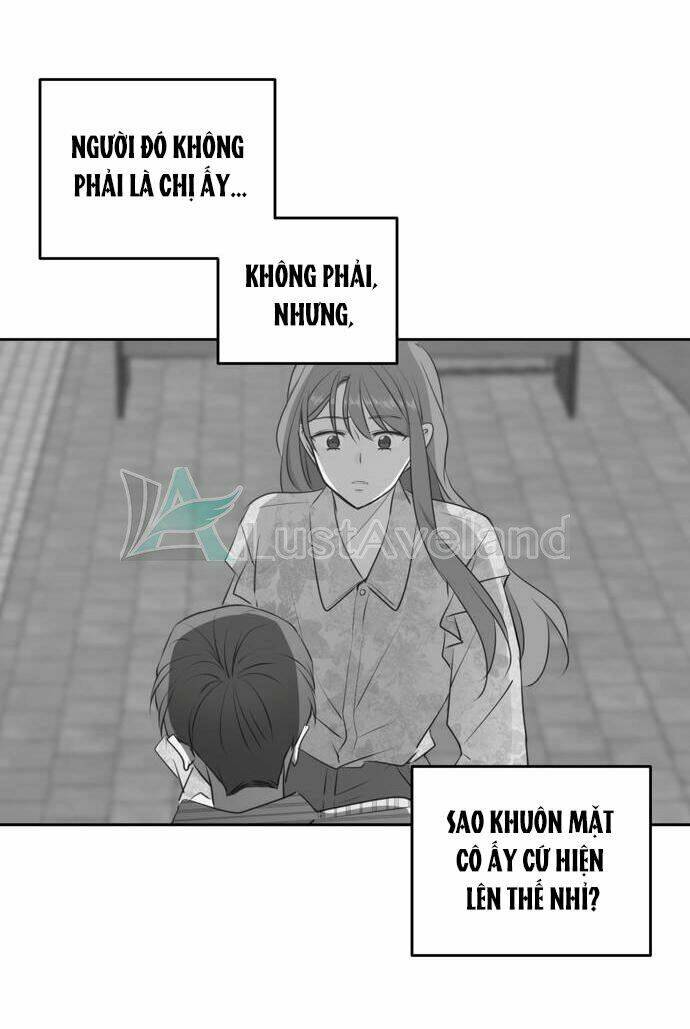 NGƯỜI ĐÓ KHÔNG
PHẢI LÀ CHỊ ẤY...
KHÔNG PHẢI,
NHƯNG,
LustAveland
SAO KHUÔN MẶT
CÔ ẤY CỨ HIỆN
LÊN THẾ NHỈ?